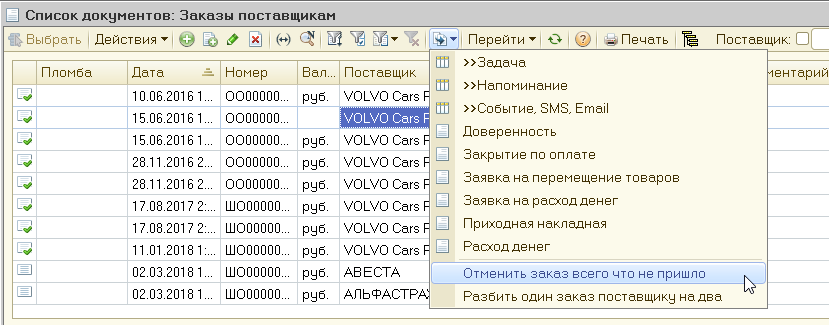 Список документов: Заказы поставщикам
Выбрать Действия Перейти Печать Поставщик:
Пломба Дата Номер Вал... Поставщик
10.06.2016 1... ОО00000... руб. VOLVO Cars
15.06.2016 1... ОО00000... VOLVO Cars
15.06.2016 1... ОО00000... руб. VOLVO Cars
28.11.2016 2... ОО00000... руб. VOLVO Cars
28.11.2016 2... ОО00000... руб. VOLVO Cars
17.08.2017 2:... ШО00000... руб. VOLVO Cars
17.08.2017 2:... ШО00000... руб. VOLVO Cars
11.01.2018 1:... ШО00000... руб. VOLVO Cars
02.03.2018 1... ШО00000... руб. АВЕСТА
02.03.2018 1... ШО00000... руб. АЛЬФАСТРАХ
>>Задача
>>Напоминание
>>Событие, SMS, Email
Доверенность
Закрытие по оплате
Заявка на перемещение товаров
Заявка на расход денег
Приходная накладная
Расход денег
Отменить заказ всего что не пришло
Разбить один заказ поставщику на два